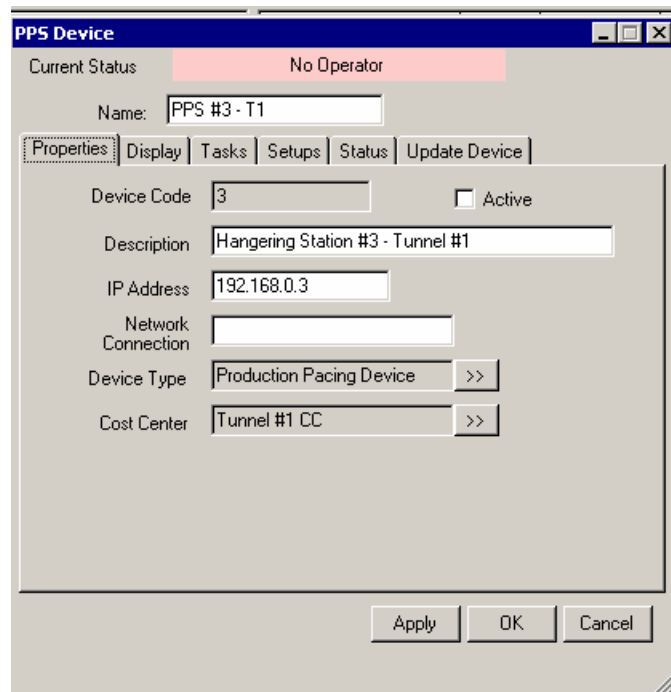 PPS Device
Current Status No Operator
Name: PPS #3 - T1
Properties Display Tasks Setups Status Update Device
Device Code 3 Active
Description Hangering Station #3 - Tunnel #1
IP Address 192.168.0.3
Network
Connection
Device Type Production Pacing Device >>
Cost Center Tunnel #1 CC >>
Apply OK Cancel